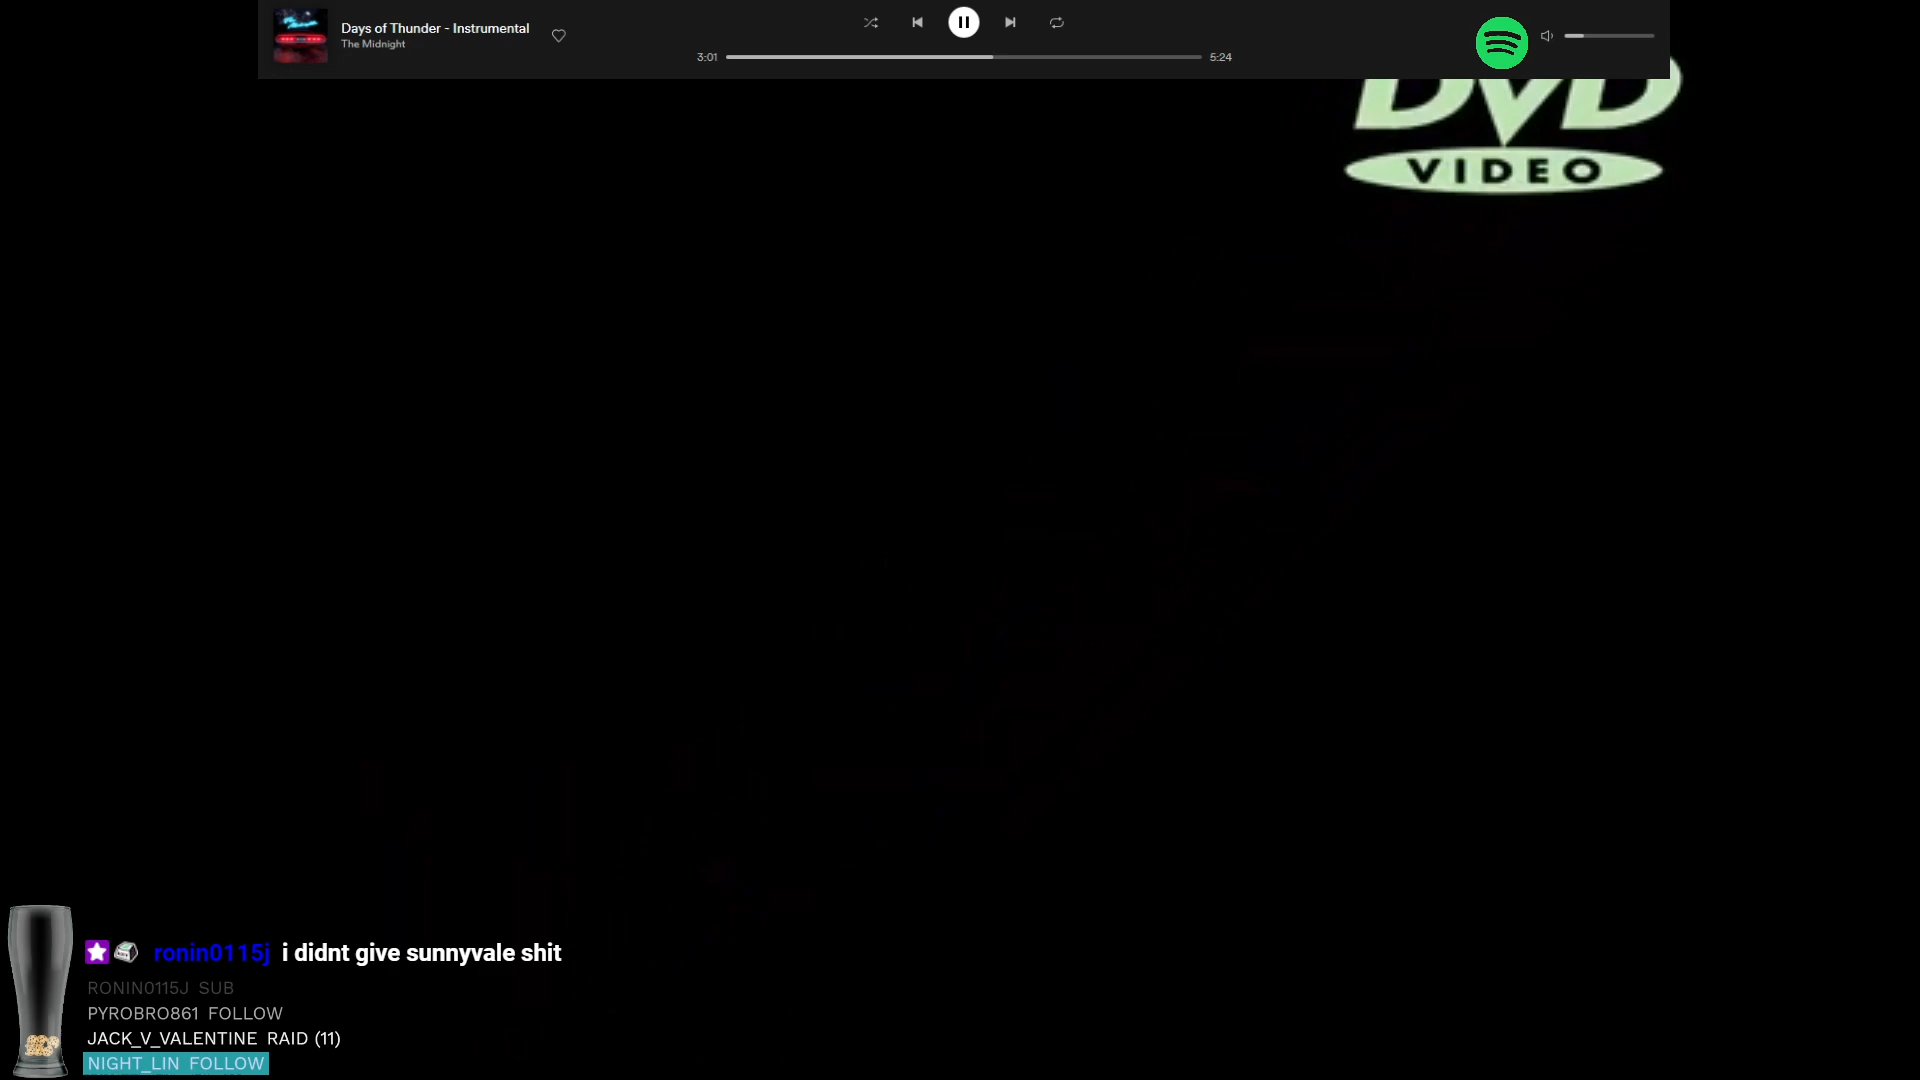 Days of Thunder - Instrumental
The Midnight
3:01
5:24
DVD
VIDEO
ronin0115j i didnt give sunnyvale shit
RONIN0115J SUB
PYROBRO861 FOLLOW
JACK_V_VALENTINE RAID (11)
NIGHT_LIN FOLLOW